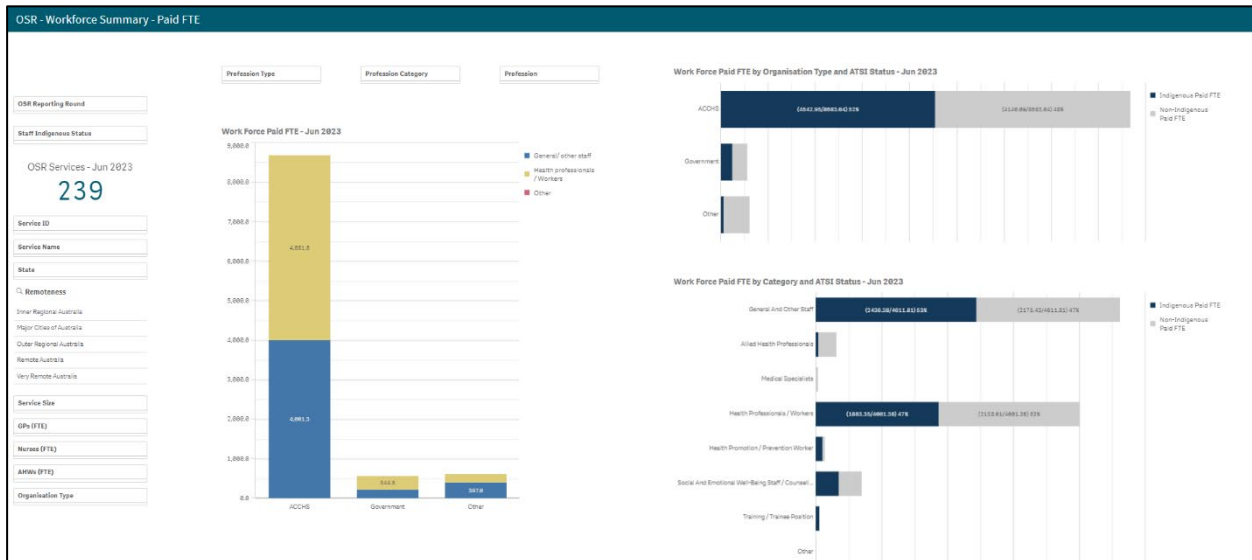 OSR - Workforce Summary - Paid FTE
Profession Type
Profession Category
Profession
OSR Reporting Round
Staff Indigenous Status
OSR Services - Jun 2023
239
Service ID
Service Name
State
Remoteness
Inner Regional Australia
Major Cities of Australia
Outer Regional Australia
Remote Australia
Very Remote Australia
Service Size
GPs (FTE)
Nurses (FTE)
AHWs (FTE)
Organisation Type
Work Force Paid FTE - Jun 2023
9,000.0
8,000.0
7,000.0
6,000.0
5,000.0
4,000.0
3,000.0
2,000.0
1,000.0
0.0
ACCHS
Government
Other
General/ other staff
Health professionals
/ Workers
Other
Work Force Paid FTE by Organisation Type and ATSI Status - Jun 2023
ACCHS
Government
Other
Indigenous Paid FTE
Non-Indigenous
Paid FTE
Work Force Paid FTE by Category and ATSI Status - Jun 2023
General And Other Staff
Allied Health Professionals
Medical Specialists
Health Professionals / Workers
Health Promotion / Prevention Worker
Social And Emotional Well-Being Staff / Counsel...
Training / Trainee Position
Other
Indigenous Paid FTE
Non-Indigenous
Paid FTE